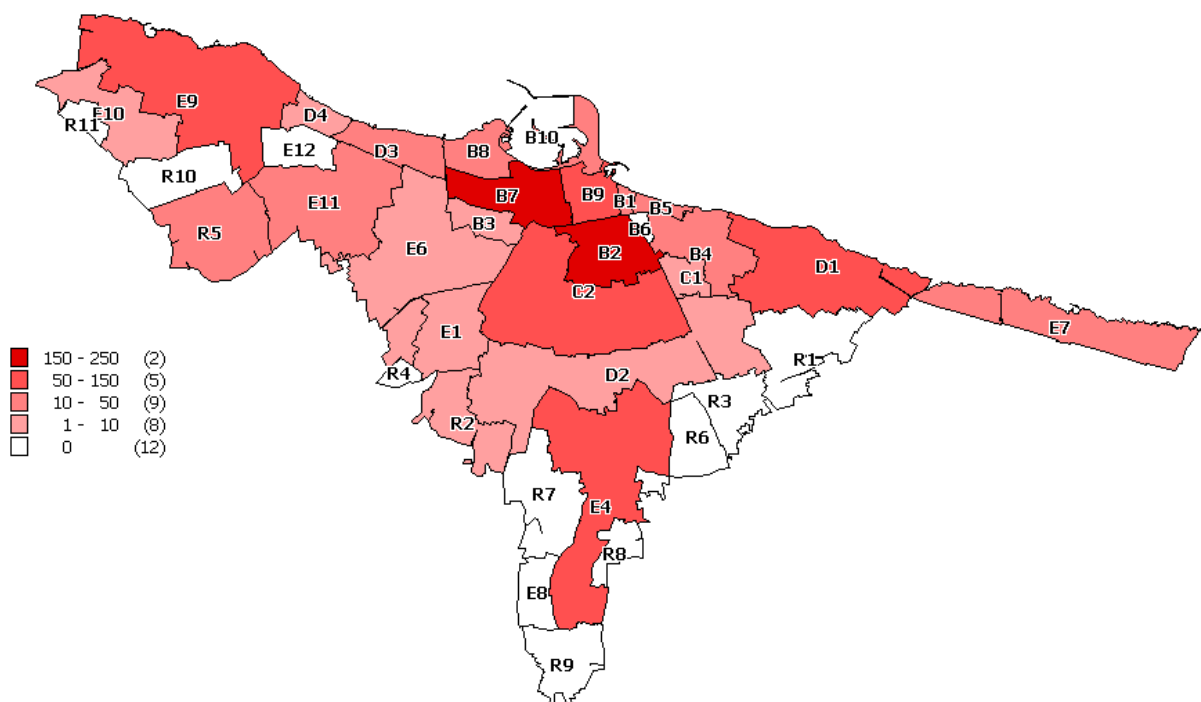 E9
E10
R11
D4
E12
D3
B10
B8
R10
B7
B9
B1
B5
E11
B3
B6
R5
E6
B2
B4
D1
C1
C2
E7
E1
150 - 250 (2)
50 - 150 (5)
10 - 50 (9)
1 - 10 (8)
0 (12)
R1
R4
D2
R3
R2
R6
R7
E4
R8
E8
R9